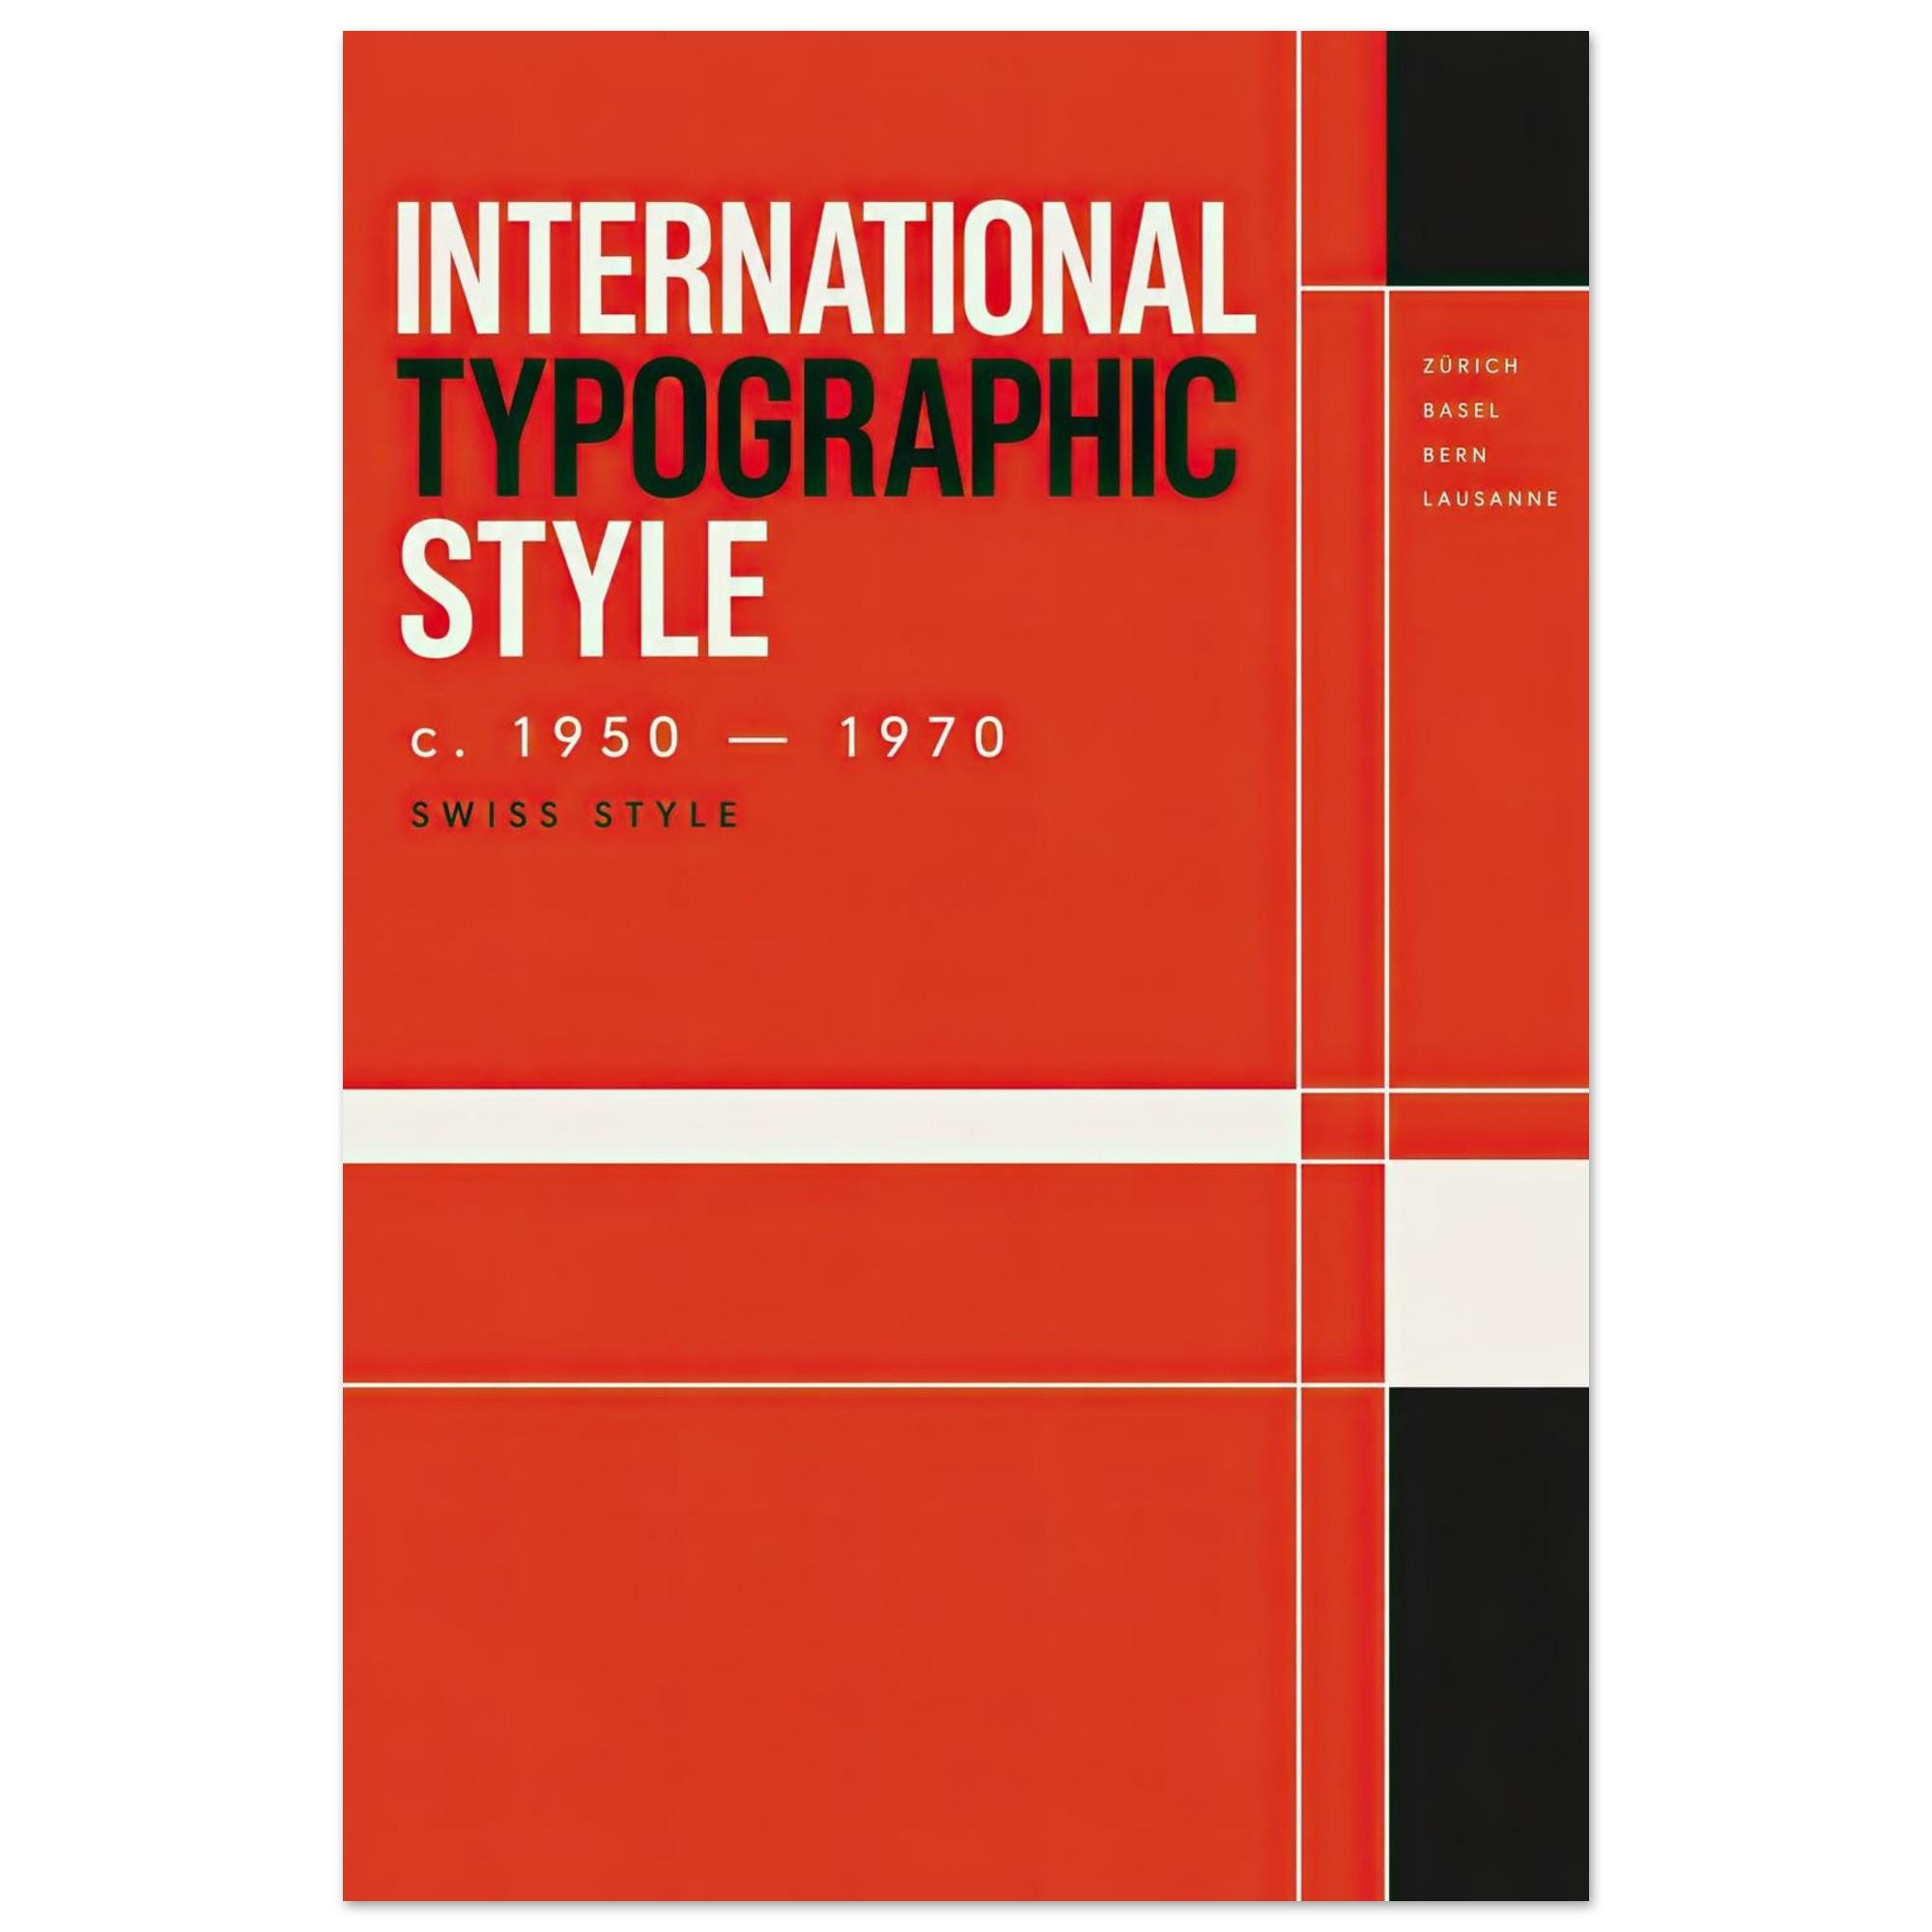 INTERNATIONAL
TYPOGRAPHIC
STYLE
c. 1950 — 1970
SWISS STYLE
ZÜRICH
BASEL
BERN
LAUSANNE